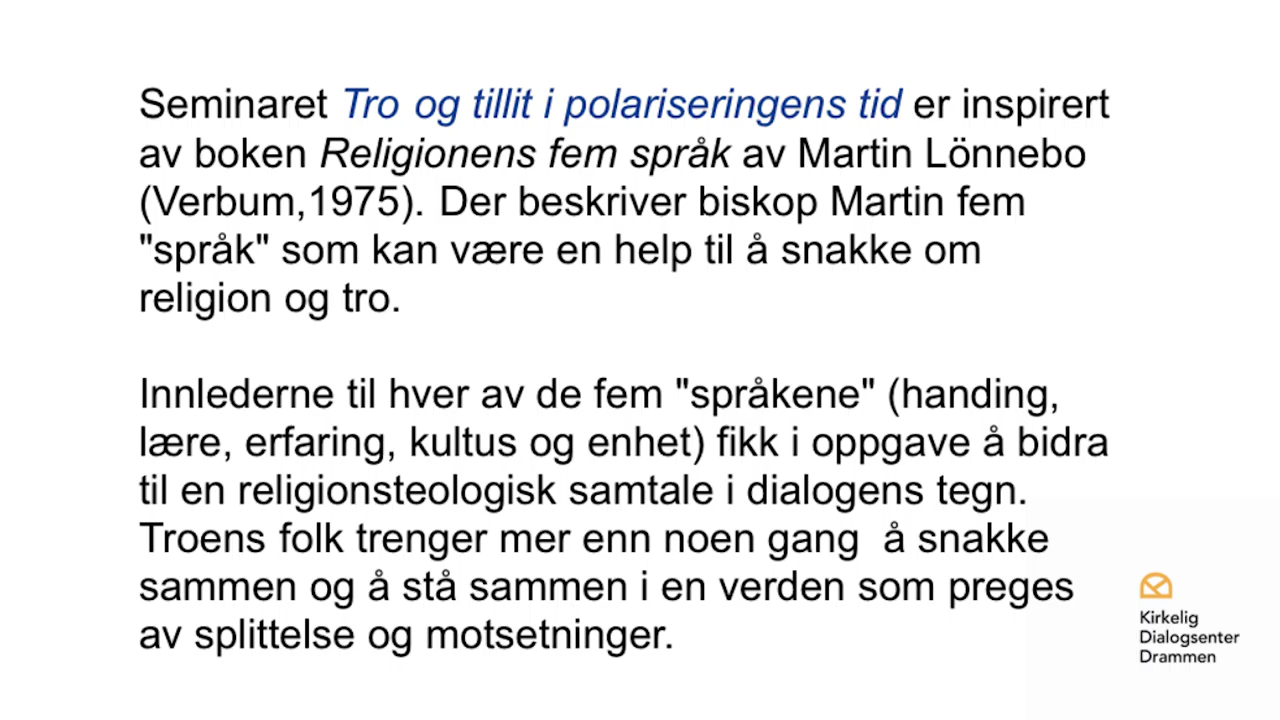 Seminaret Tro og tillit i polariseringens tid er inspirert
av boken Religionens fem språk av Martin Lönnebo
(Verbum,1975). Der beskriver biskop Martin fem
"språk" som kan være en help til å snakke om
religion og tro.
Innlederne til hver av de fem "språkene" (handing,
lære, erfaring, kultus og enhet) fikk i oppgave å bidra
til en religionsteologisk samtale i dialogens tegn.
Troens folk trenger mer enn noen gang  å snakke
sammen og å stå sammen i en verden som preges
av splittelse og motsetninger.
Kirkelig
Dialogsenter
Drammen